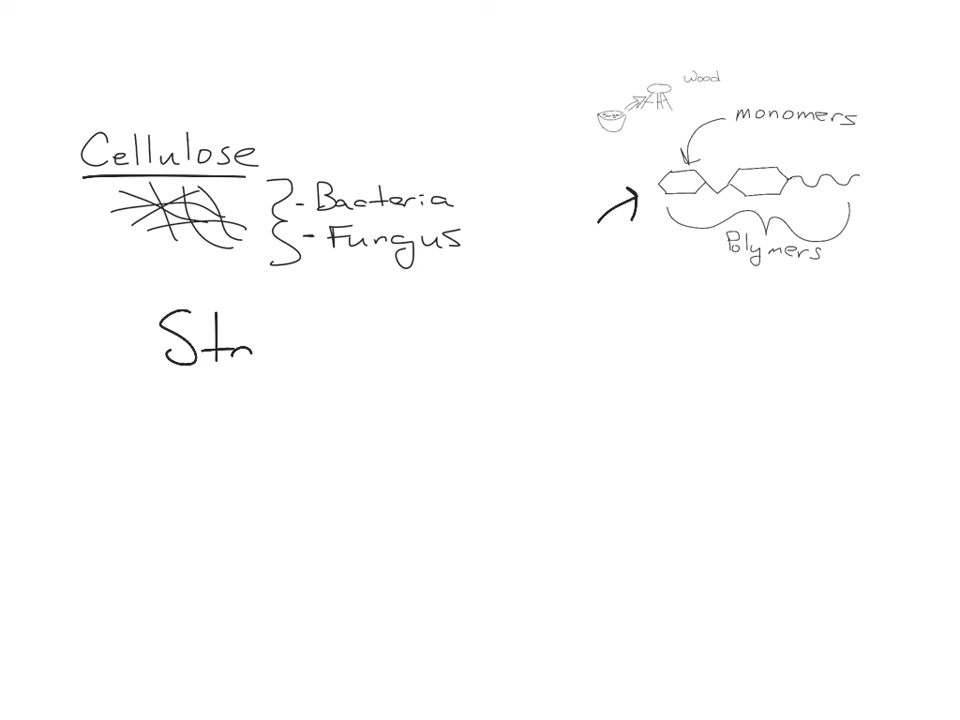 Wood
monomers
Cellulose
- Bacteria
- Fungus
Polymers
Str